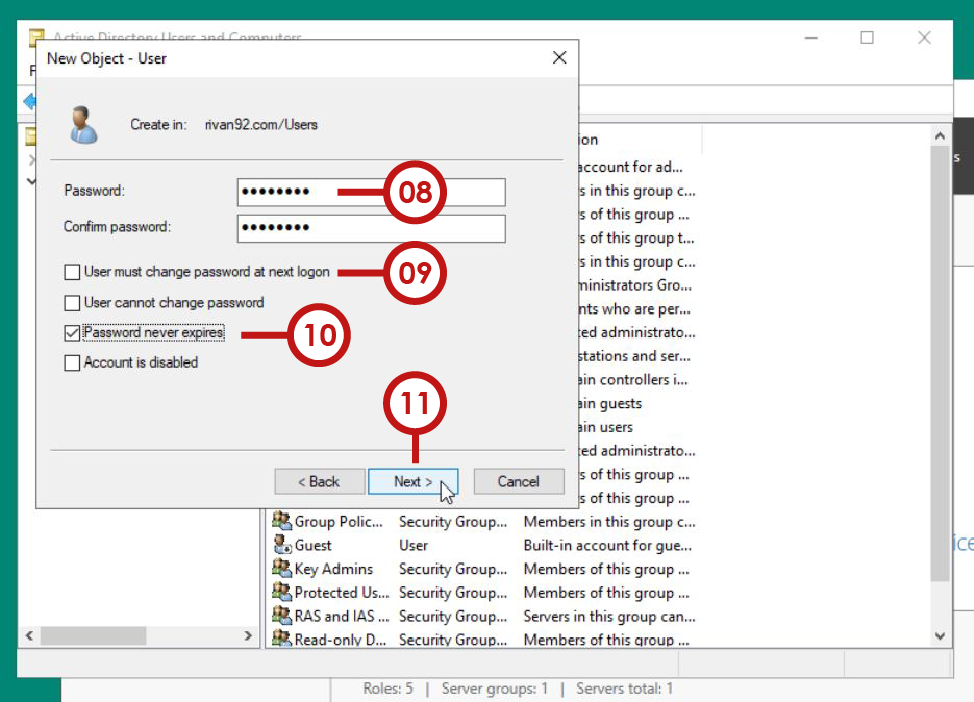 Active Directory Users and Computers
New Object - User
Create in: rivan92.com/Users
Password:
08
Confirm password:
User must change password at next logon
09
User cannot change password
Password never expires
10
Account is disabled
11
< Back
Next >
Cancel
ion
account for ad...
s in this group c...
s of this group ...
s of this group t...
s in this group c...
ministrators Gro...
nts who are per...
ed administrato...
stations and ser...
ain controllers i...
ain guests
ain users
ed administrato...
s of this group ...
s of this group ...
Group Polic... Security Group... Members in this group c...
Guest User Built-in account for gue...
Key Admins Security Group... Members of this group ...
Protected Us... Security Group... Members of this group ...
RAS and IAS ... Security Group... Servers in this group can...
Read-only D... Security Group... Members of this group ...
s
ice
Roles: 5 | Server groups: 1 | Servers total: 1